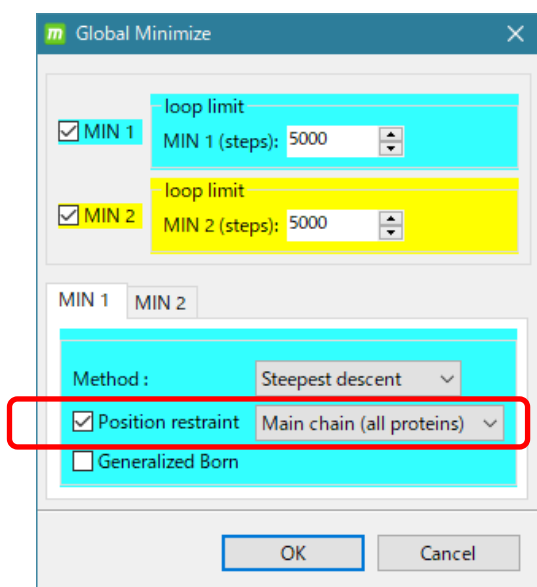 m Global Minimize
loop limit
MIN 1
MIN 1 (steps): 5000
loop limit
MIN 2
MIN 2 (steps): 5000
MIN 1 MIN 2
Method : Steepest descent
Position restraint Main chain (all proteins)
Generalized Born
OK Cancel